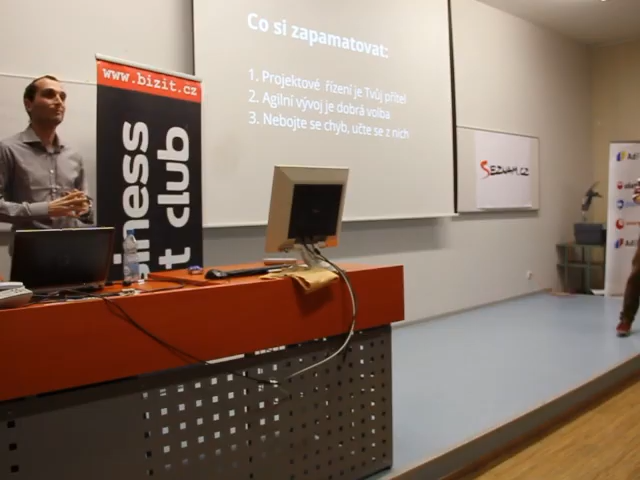 Co si zapamatovat:
1. Projektové řízení je Tvůj přítel
2. Agilní vývoj je dobrá volba
3. Nebojte se chyb, učte se z nich
www.bizit.cz
iness
t club
SEZNAM.CZ